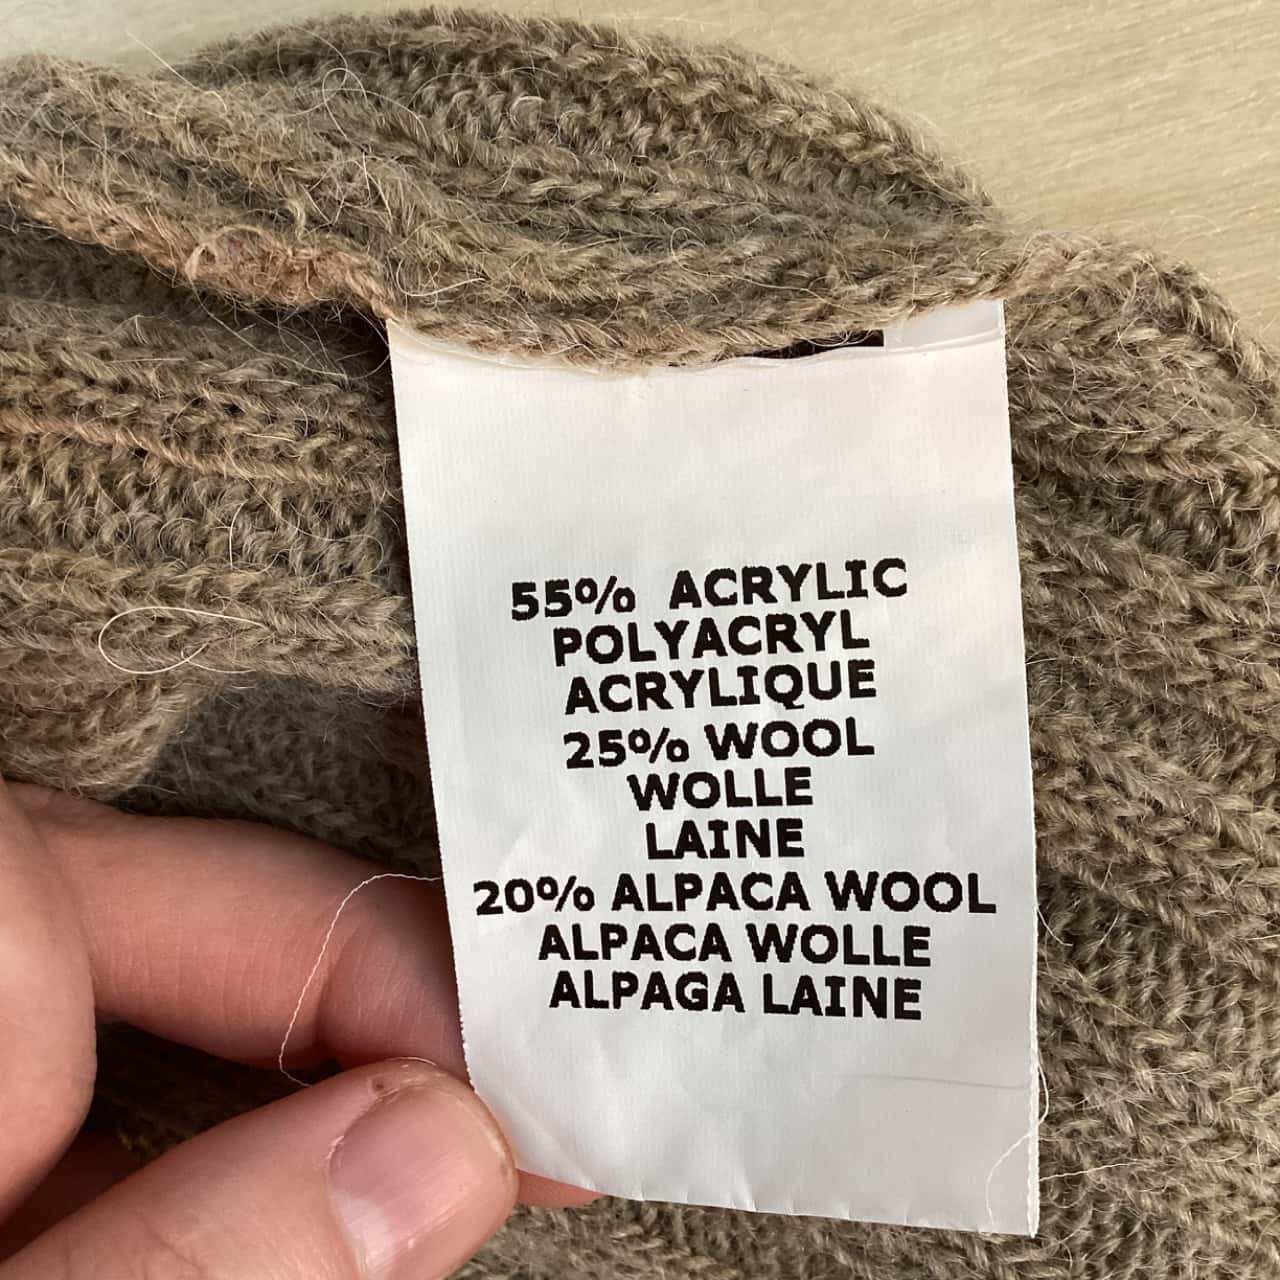 55% ACRYLIC
POLYACRYL
ACRYLIQUE
25% WOOL
WOLLE
LAINE
20% ALPACA WOOL
ALPACA WOLLE
ALPAGA LAINE